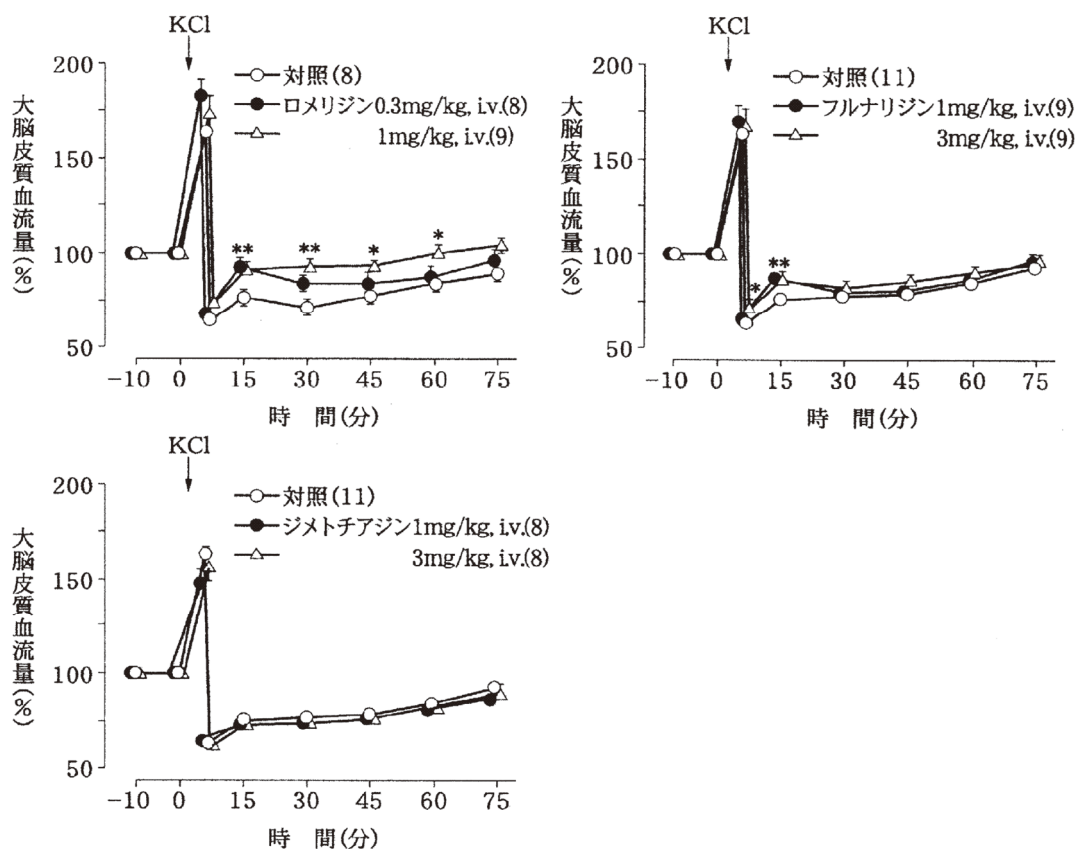 KCl
200
150
100
50
大脳皮質血流量(%)
対照(8)
ロメリジン0.3mg/kg, i.v.(8)
1mg/kg, i.v.(9)
** ** * *
−10 0 15 30 45 60 75
時 間(分)
KCl
200
150
100
50
大脳皮質血流量(%)
対照(11)
フルナリジン1mg/kg, i.v.(9)
3mg/kg, i.v.(9)
* **
−10 0 15 30 45 60 75
時 間(分)
KCl
200
150
100
50
大脳皮質血流量(%)
対照(11)
ジメトチアジン1mg/kg, i.v.(8)
3mg/kg, i.v.(8)
−10 0 15 30 45 60 75
時 間(分)